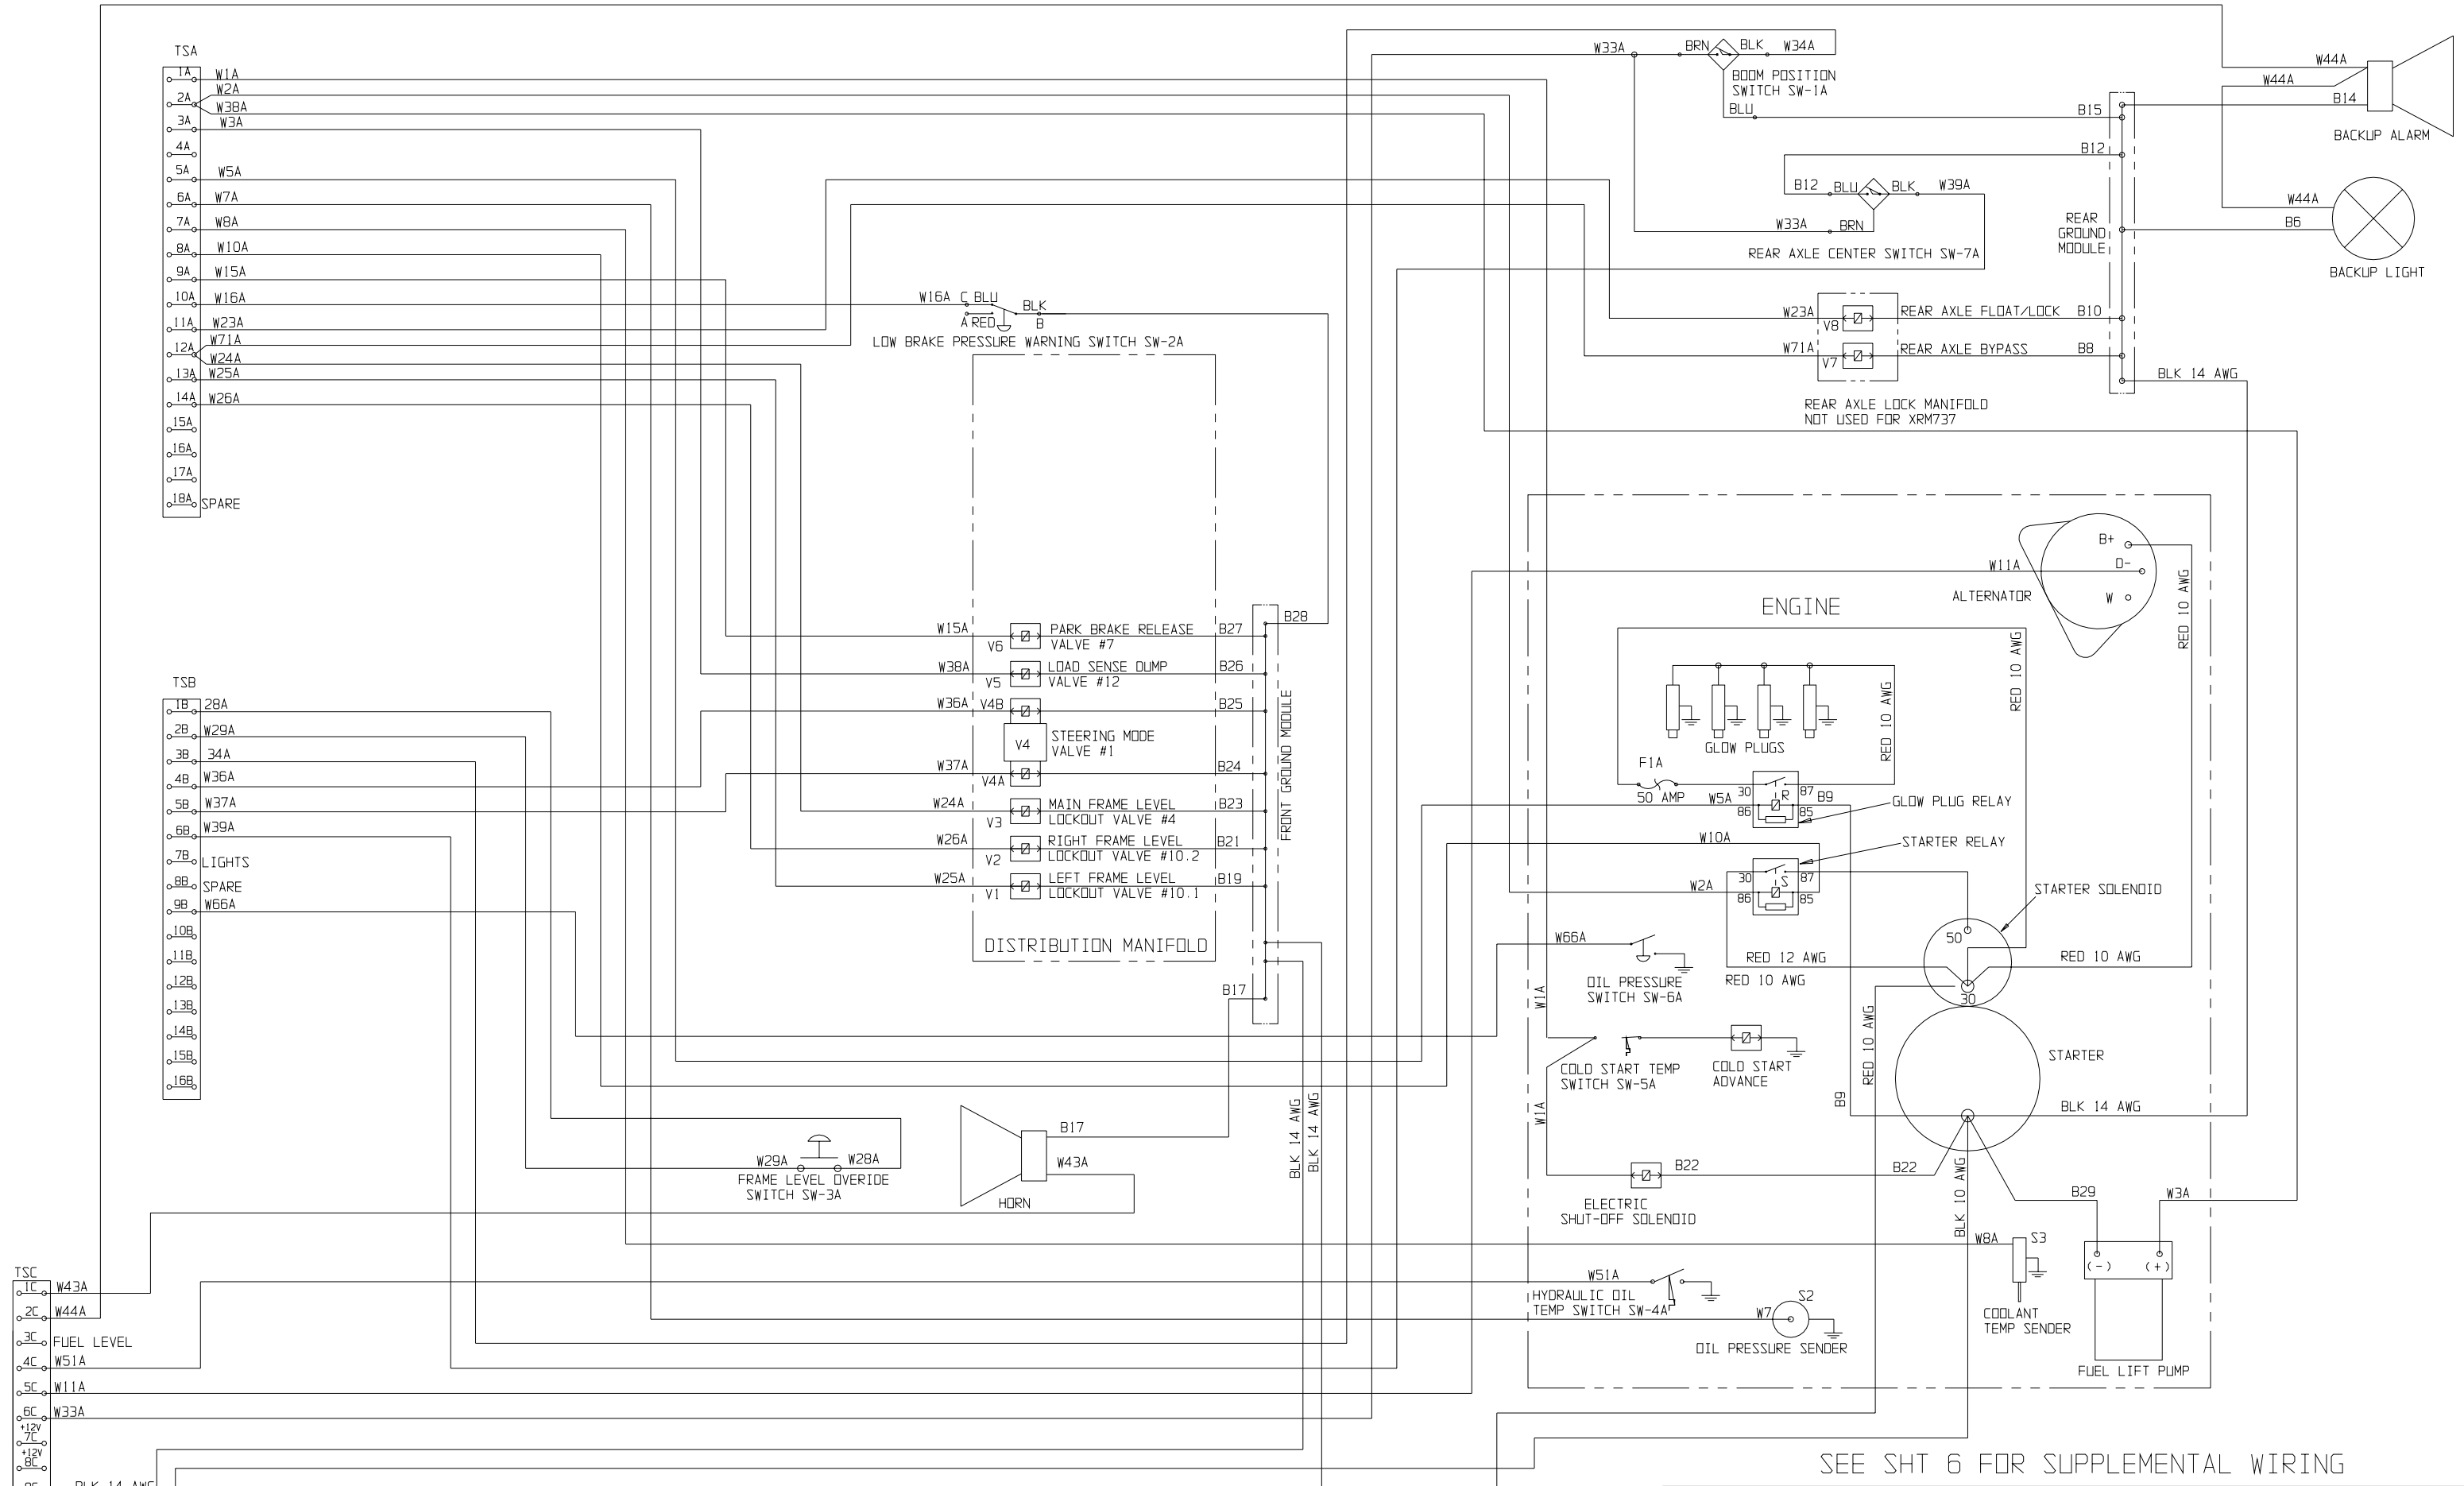 TSA
1A W1A
W2A
2A
W38A
3A W3A
4A
5A W5A
6A W7A
7A W8A
8A W10A
9A W15A
10A W16A
11A W23A
W71A
12A
W24A
13A W25A
14A W26A
15A
16A
17A
18A SPARE
W16A C BLU BLK
A RED B
LOW BRAKE PRESSURE WARNING SWITCH SW-2A
W33A BRN BLK W34A
BOOM POSITION
SWITCH SW-1A
BLU
B15
B12
B12 BLU BLK W39A
W33A BRN
REAR AXLE CENTER SWITCH SW-7A
REAR
GROUND
MODULE
W44A
W44A
B14
BACKUP ALARM
W44A
B6
BACKUP LIGHT
W23A V8 REAR AXLE FLOAT/LOCK B10
W71A V7 REAR AXLE BYPASS B8
BLK 14 AWG
REAR AXLE LOCK MANIFOLD
NOT USED FOR XRM737
TSB
1B 28A
2B W29A
3B 34A
4B W36A
5B W37A
6B W39A
7B LIGHTS
8B SPARE
9B W66A
10B
11B
12B
13B
14B
15B
16B
W15A V6 PARK BRAKE RELEASE B27
VALVE #7
B28
W38A V5 LOAD SENSE DUMP B26
VALVE #12
W36A V4B B25
V4 STEERING MODE
VALVE #1
W37A V4A B24
W24A V3 MAIN FRAME LEVEL B23
LOCKOUT VALVE #4
W26A V2 RIGHT FRAME LEVEL B21
LOCKOUT VALVE #10.2
W25A V1 LEFT FRAME LEVEL B19
LOCKOUT VALVE #10.1
DISTRIBUTION MANIFOLD
FRONT GROUND MODULE
B17
ENGINE
W11A
ALTERNATOR
B+
D-
W
RED 10 AWG
RED 10 AWG
RED 10 AWG
GLOW PLUGS
F1A
50 AMP
30 87
R
W5A B9
86 85
GLOW PLUG RELAY
W10A
STARTER RELAY
30 87
S
W2A
86 85
STARTER SOLENOID
50
30
W66A
OIL PRESSURE
SWITCH SW-6A
RED 12 AWG
RED 10 AWG
RED 10 AWG
RED 10 AWG
W1A
COLD START TEMP
SWITCH SW-5A
COLD START
ADVANCE
STARTER
W1A
B9
BLK 14 AWG
B22
B22
ELECTRIC
SHUT-OFF SOLENOID
BLK 10 AWG
B29 W3A
W8A S3
(-) (+)
COOLANT
TEMP SENDER
FUEL LIFT PUMP
W51A
HYDRAULIC OIL
TEMP SWITCH SW-4A
W7 S2
OIL PRESSURE SENDER
W29A W28A
FRAME LEVEL OVERIDE
SWITCH SW-3A
B17
W43A
HORN
BLK 14 AWG
BLK 14 AWG
TSC
1C W43A
2C W44A
3C FUEL LEVEL
4C W51A
5C W11A
6C W33A
+12V
7C
+12V
8C
BLK 14 AWG
SEE SHT 6 FOR SUPPLEMENTAL WIRING